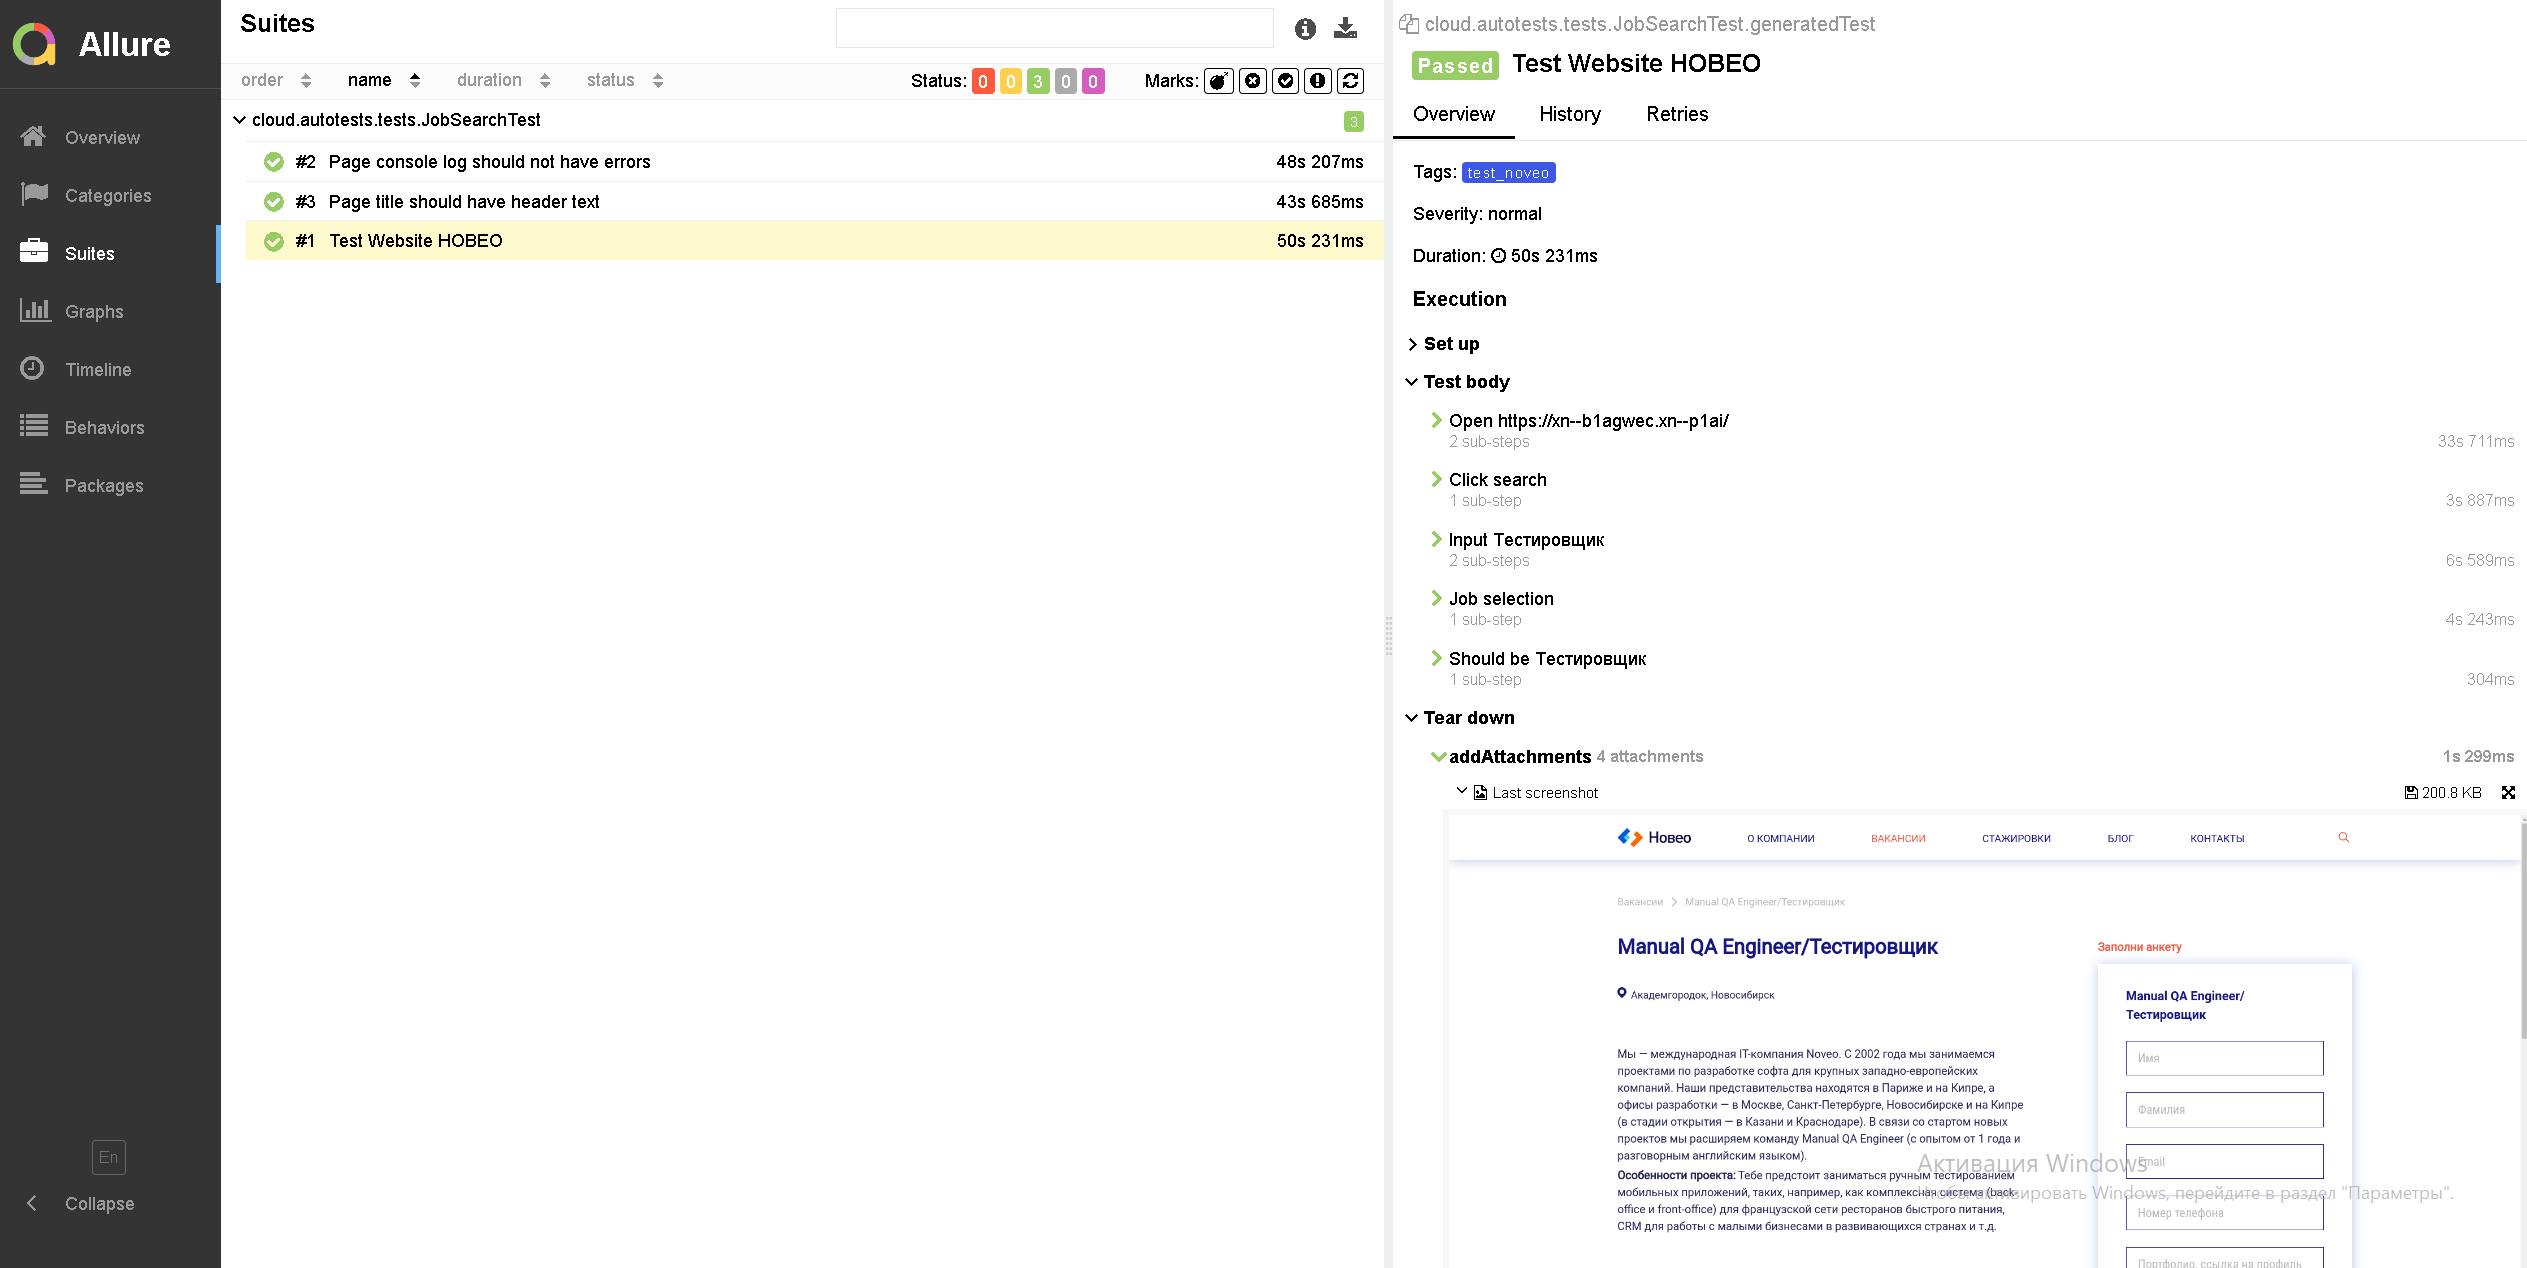 Allure
Overview
Categories
Suites
Graphs
Timeline
Behaviors
Packages
En
Collapse
Suites
order name duration status
Status: 0 0 3 0 0 Marks:
cloud.autotests.tests.JobSearchTest 3
#2 Page console log should not have errors 48s 207ms
#3 Page title should have header text 43s 685ms
#1 Test Website HOBEO 50s 231ms
cloud.autotests.tests.JobSearchTest.generatedTest
Passed Test Website HOBEO
Overview History Retries
Tags: test_noveo
Severity: normal
Duration: 50s 231ms
Execution
Set up
Test body
Open https://xn--b1agwec.xn--p1ai/
2 sub-steps 33s 711ms
Click search
1 sub-step 3s 887ms
Input Тестировщик
2 sub-steps 6s 589ms
Job selection
1 sub-step 4s 243ms
Should be Тестировщик
1 sub-step 304ms
Tear down
addAttachments 4 attachments 1s 299ms
Last screenshot 200.8 KB
Новео О КОМПАНИИ ВАКАНСИИ СТАЖИРОВКИ БЛОГ КОНТАКТЫ
Вакансии > Manual QA Engineer/Тестировщик
Manual QA Engineer/Тестировщик
Академгородок, Новосибирск
Мы — международная IT-компания Noveo. С 2002 года мы занимаемся
проектами по разработке софта для крупных западно-европейских
компаний. Наши представительства находятся в Париже и на Кипре, а
офисы разработки — в Москве, Санкт-Петербурге, Новосибирске и на Кипре
(в стадии открытия — в Казани и Краснодаре). В связи со стартом новых
проектов мы расширяем команду Manual QA Engineer (с опытом от 1 года и
разговорным английским языком).
Особенности проекта: Тебе предстоит заниматься ручным тестированием
мобильных приложений, таких, например, как комплексная система (back-
office и front-office) для французской сети ресторанов быстрого питания,
CRM для работы с малыми бизнесами в развивающихся странах и т.д.
Заполни анкету
Manual QA Engineer/
Тестировщик
Имя
Фамилия
Email
Номер телефона
Портфолио, ссылка на профиль
Активация Windows
Чтобы активировать Windows, перейдите в раздел "Параметры".